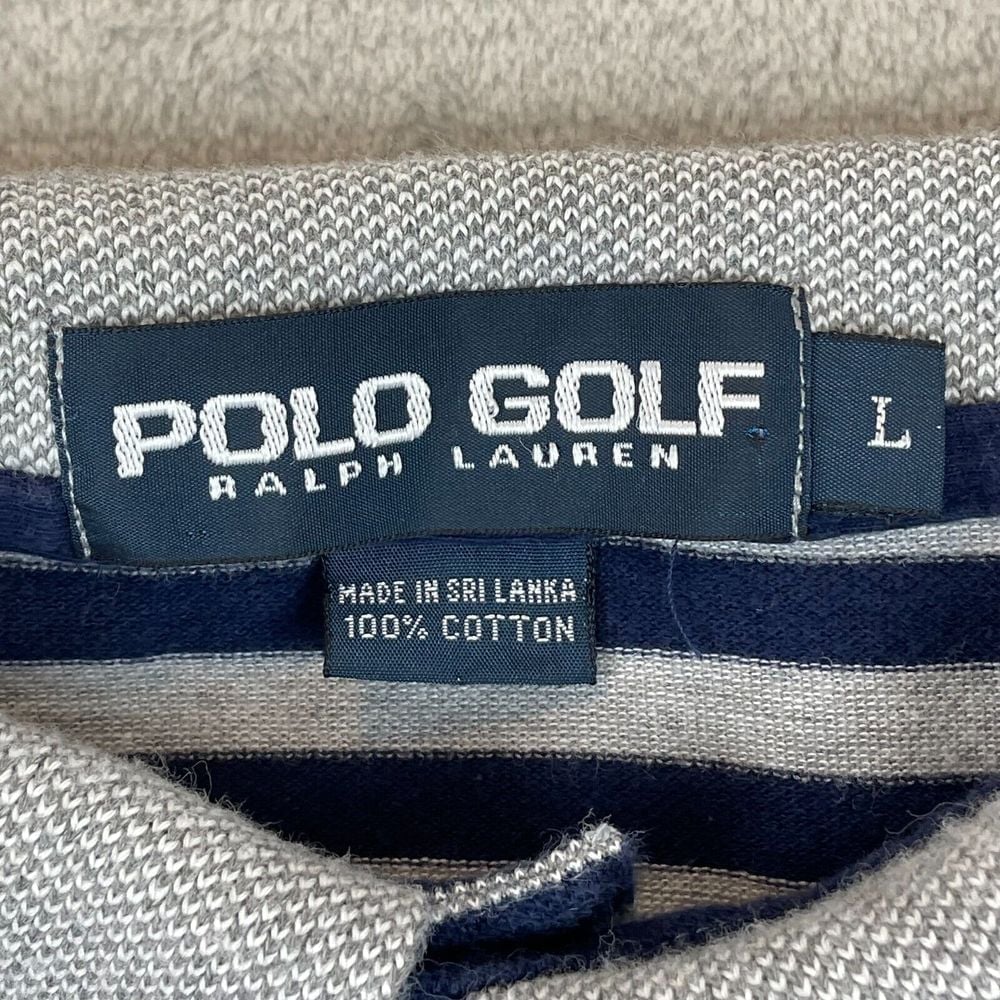 POLO GOLF
RALPH LAUREN
L
MADE IN SRI LANKA
100% COTTON